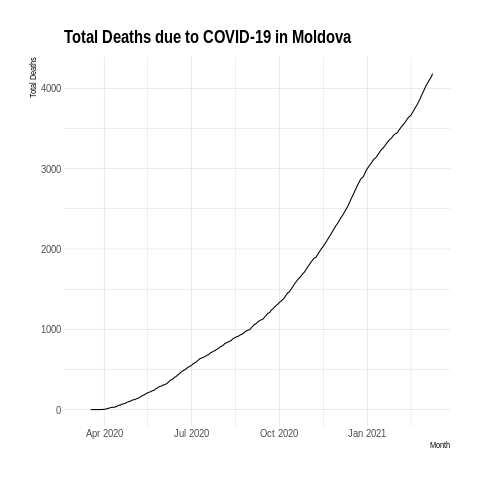 Total Deaths due to COVID-19 in Moldova
Total Deaths
4000
3000
2000
1000
0
Apr 2020 Jul 2020 Oct 2020 Jan 2021
Month